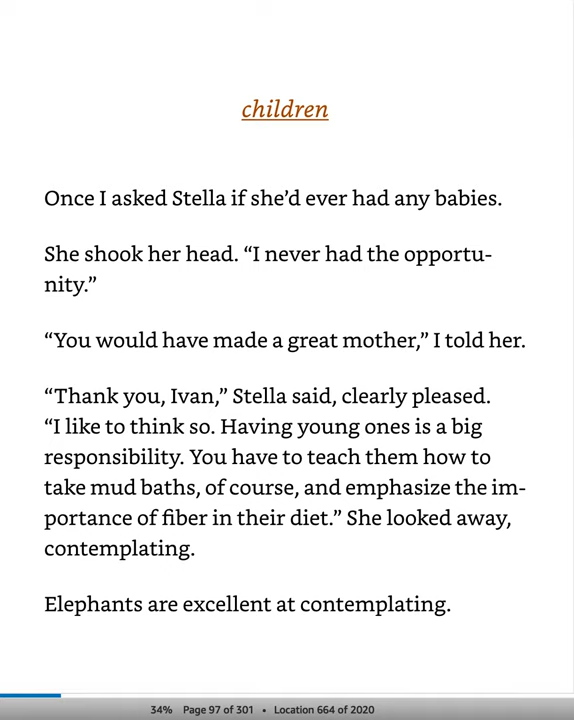 children
Once I asked Stella if she’d ever had any babies.
She shook her head. “I never had the opportu-
nity.”
“You would have made a great mother,” I told her.
“Thank you, Ivan,” Stella said, clearly pleased.
“I like to think so. Having young ones is a big
responsibility. You have to teach them how to
take mud baths, of course, and emphasize the im-
portance of fiber in their diet.” She looked away,
contemplating.
Elephants are excellent at contemplating.
34% Page 97 of 301 • Location 664 of 2020